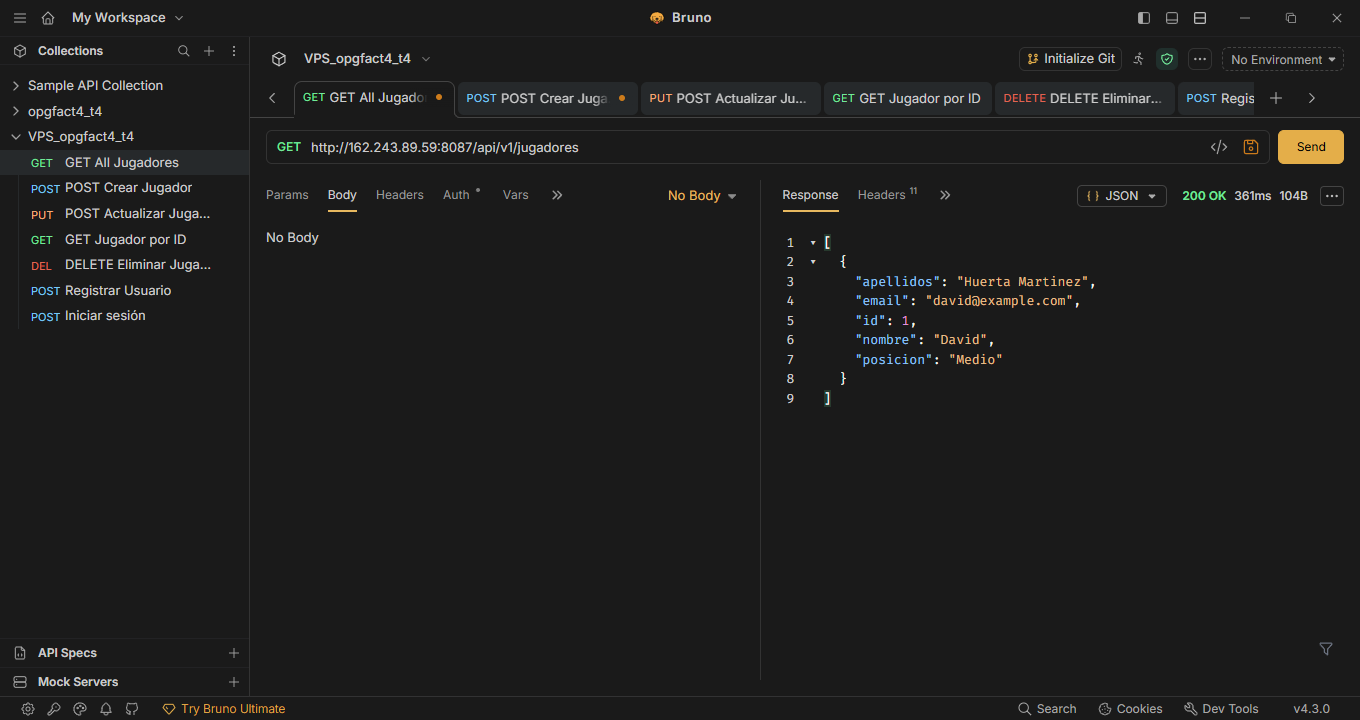 My Workspace
Bruno
Collections
Sample API Collection
opgfact4_t4
VPS_opgfact4_t4
GET GET All Jugadores
POST POST Crear Jugador
PUT POST Actualizar Juga...
GET GET Jugador por ID
DEL DELETE Eliminar Juga...
POST Registrar Usuario
POST Iniciar sesión
API Specs
Mock Servers
VPS_opgfact4_t4
Initialize Git
No Environment
GET GET All Jugado
POST POST Crear Juga
PUT POST Actualizar Ju...
GET GET Jugador por ID
DELETE DELETE Eliminar...
POST Regis
GET http://162.243.89.59:8087/api/v1/jugadores
</>
Send
Params Body Headers Auth Vars
No Body
No Body
Response Headers 11
{ } JSON
200 OK 361ms 104B
1 [
2 {
3 "apellidos": "Huerta Martinez",
4 "email": "david@example.com",
5 "id": 1,
6 "nombre": "David",
7 "posicion": "Medio"
8 }
9 ]
Try Bruno Ultimate
Search
Cookies
Dev Tools
v4.3.0